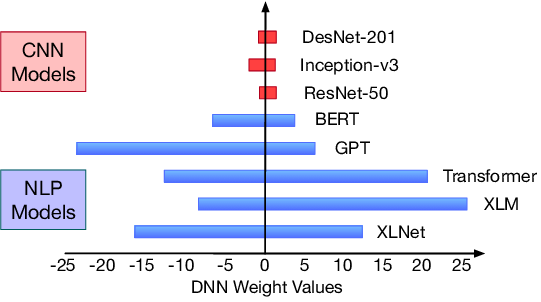 CNN
Models
DesNet-201
Inception-v3
ResNet-50
BERT
GPT
NLP
Models
Transformer
XLM
XLNet
-25 -20 -15 -10 -5 0 5 10 15 20 25
DNN Weight Values